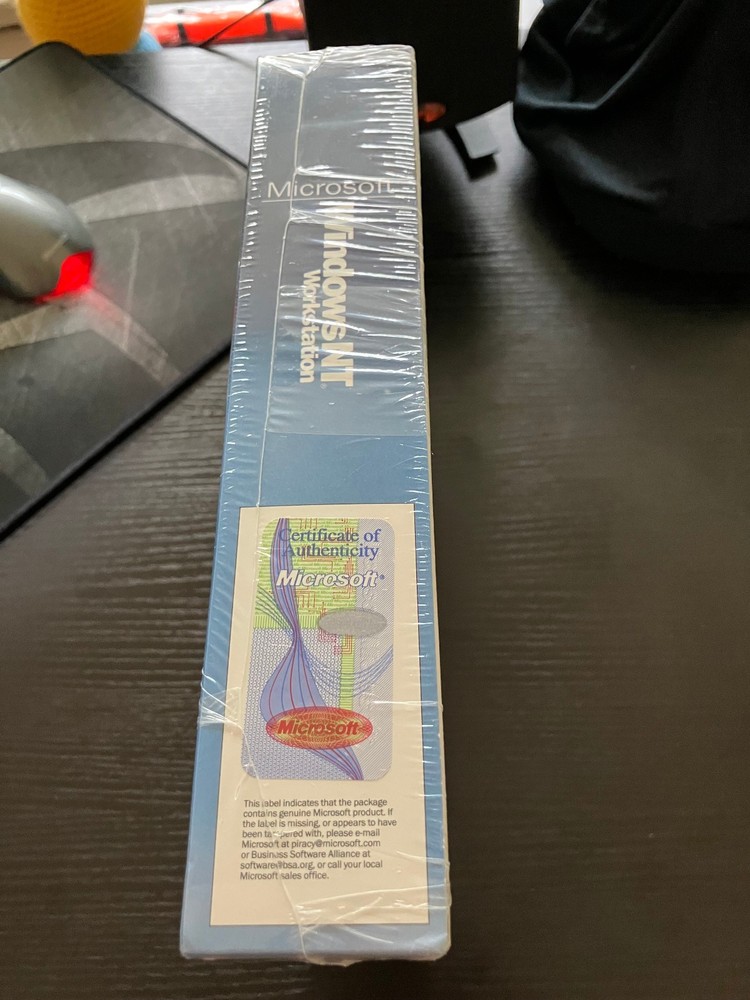 Microsoft
Windows NT
Workstation
Certificate of
Authenticity
Microsoft®
Microsoft
This label indicates that the package
contains genuine Microsoft product. If
the label is missing, or appears to have
been tampered with, please e-mail
Microsoft at piracy@microsoft.com
or Business Software Alliance at
software@bsa.org, or call your local
Microsoft sales office.